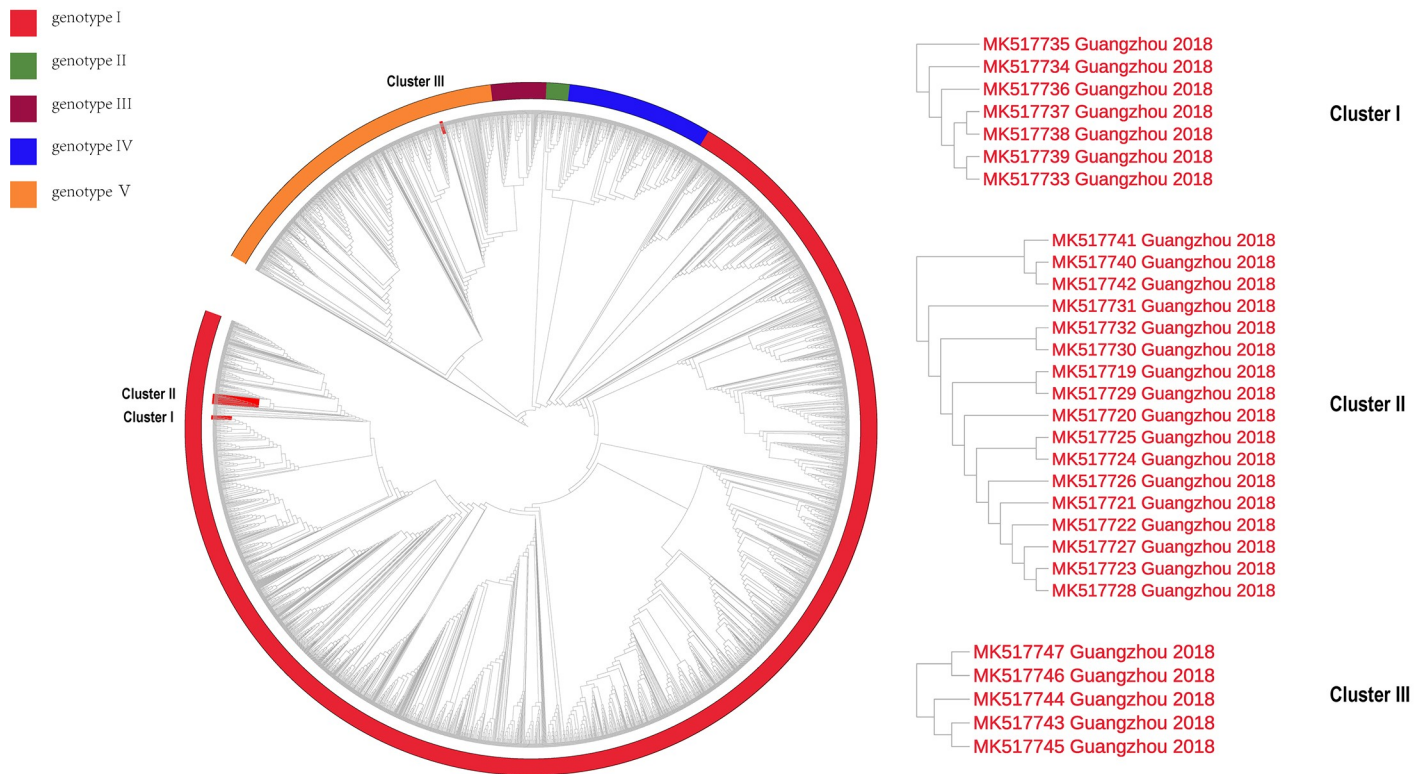 genotype I
genotype II
genotype III
genotype IV
genotype V
Cluster III
Cluster II
Cluster I
MK517735 Guangzhou 2018
MK517734 Guangzhou 2018
MK517736 Guangzhou 2018
MK517737 Guangzhou 2018
MK517738 Guangzhou 2018
MK517739 Guangzhou 2018
MK517733 Guangzhou 2018
Cluster I
MK517741 Guangzhou 2018
MK517740 Guangzhou 2018
MK517742 Guangzhou 2018
MK517731 Guangzhou 2018
MK517732 Guangzhou 2018
MK517730 Guangzhou 2018
MK517719 Guangzhou 2018
MK517729 Guangzhou 2018
MK517720 Guangzhou 2018
MK517725 Guangzhou 2018
MK517724 Guangzhou 2018
MK517726 Guangzhou 2018
MK517721 Guangzhou 2018
MK517722 Guangzhou 2018
MK517727 Guangzhou 2018
MK517723 Guangzhou 2018
MK517728 Guangzhou 2018
Cluster II
MK517747 Guangzhou 2018
MK517746 Guangzhou 2018
MK517744 Guangzhou 2018
MK517743 Guangzhou 2018
MK517745 Guangzhou 2018
Cluster III